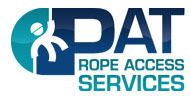 DAT
ROPE ACCESS
SERVICES